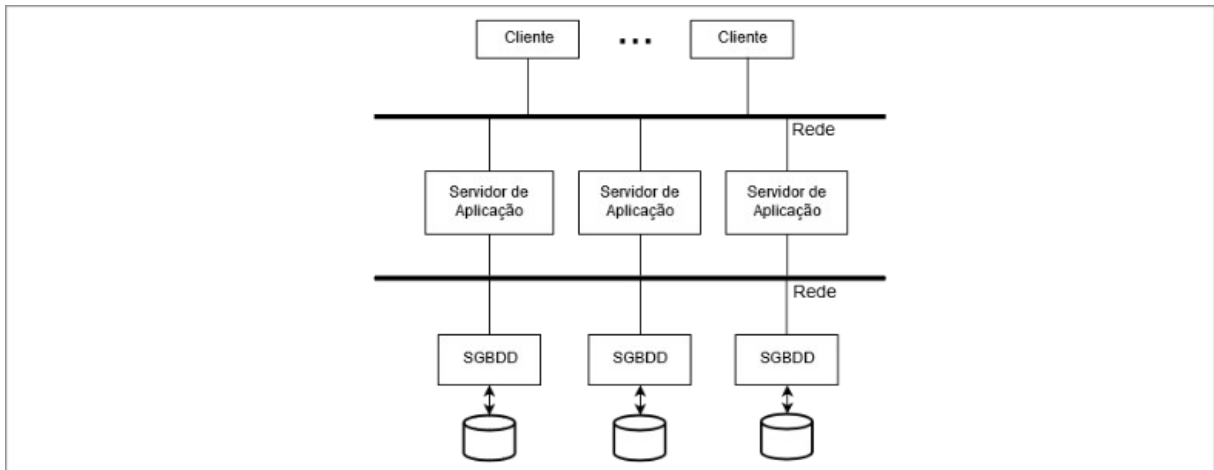 Cliente ... Cliente
Rede
Servidor de Aplicação
Servidor de Aplicação
Servidor de Aplicação
Rede
SGBDD SGBDD SGBDD